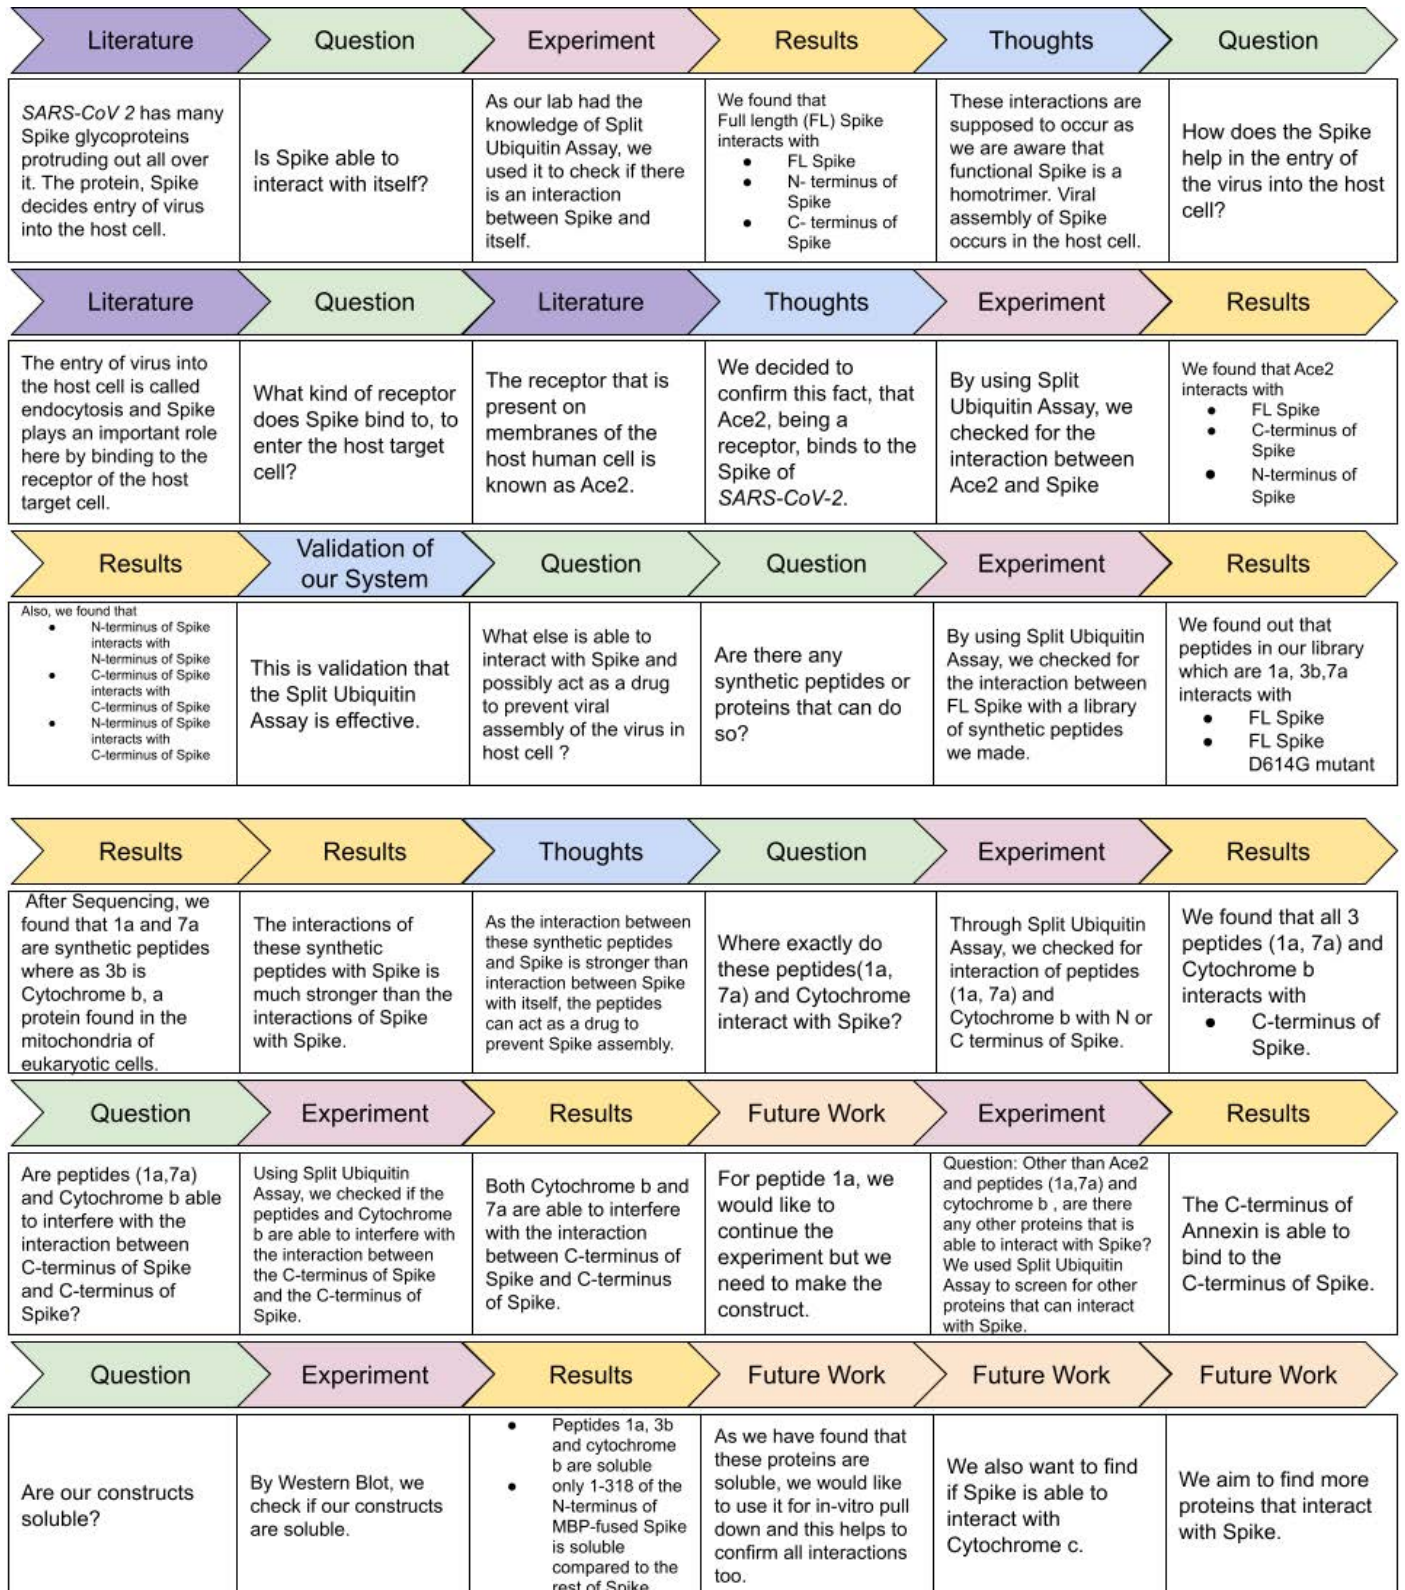 Literature
Question
Experiment
Results
Thoughts
Question
SARS-CoV 2 has many
Spike glycoproteins
protruding out all over
it. The protein, Spike
decides entry of virus
into the host cell.
Is Spike able to
interact with itself?
As our lab had the
knowledge of Split
Ubiquitin Assay, we
used it to check if there
is an interaction
between Spike and
itself.
We found that
Full length (FL) Spike
interacts with
● FL Spike
● N- terminus of
Spike
● C- terminus of
Spike
These interactions are
supposed to occur as
we are aware that
functional Spike is a
homotrimer. Viral
assembly of Spike
occurs in the host cell.
How does the Spike
help in the entry of
the virus into the host
cell?
Literature
Question
Literature
Thoughts
Experiment
Results
The entry of virus into
the host cell is called
endocytosis and Spike
plays an important role
here by binding to the
receptor of the host
target cell.
What kind of receptor
does Spike bind to, to
enter the host target
cell?
The receptor that is
present on
membranes of the
host human cell is
known as Ace2.
We decided to
confirm this fact, that
Ace2, being a
receptor, binds to the
Spike of
SARS-CoV-2.
By using Split
Ubiquitin Assay, we
checked for the
interaction between
Ace2 and Spike
We found that Ace2
interacts with
● FL Spike
● C-terminus of
Spike
● N-terminus of
Spike
Results
Validation of
our System
Question
Question
Experiment
Results
Also, we found that
● N-terminus of Spike
interacts with
N-terminus of Spike
● C-terminus of Spike
interacts with
C-terminus of Spike
● N-terminus of Spike
interacts with
C-terminus of Spike
This is validation that
the Split Ubiquitin
Assay is effective.
What else is able to
interact with Spike and
possibly act as a drug
to prevent viral
assembly of the virus in
host cell ?
Are there any
synthetic peptides or
proteins that can do
so?
By using Split Ubiquitin
Assay, we checked for
the interaction between
FL Spike with a library
of synthetic peptides
we made.
We found out that
peptides in our library
which are 1a, 3b,7a
interacts with
● FL Spike
● FL Spike
D614G mutant
Results
Results
Thoughts
Question
Experiment
Results
After Sequencing, we
found that 1a and 7a
are synthetic peptides
where as 3b is
Cytochrome b, a
protein found in the
mitochondria of
eukaryotic cells.
The interactions of
these synthetic
peptides with Spike is
much stronger than the
interactions of Spike
with Spike.
As the interaction between
these synthetic peptides
and Spike is stronger than
interaction between Spike
with itself, the peptides
can act as a drug to
prevent Spike assembly.
Where exactly do
these peptides(1a,
7a) and Cytochrome
interact with Spike?
Through Split Ubiquitin
Assay, we checked for
interaction of peptides
(1a, 7a) and
Cytochrome b with N or
C terminus of Spike.
We found that all 3
peptides (1a, 7a) and
Cytochrome b
interacts with
● C-terminus of
Spike.
Question
Experiment
Results
Future Work
Experiment
Results
Are peptides (1a,7a)
and Cytochrome b able
to interfere with the
interaction between
C-terminus of Spike
and C-terminus of
Spike?
Using Split Ubiquitin
Assay, we checked if the
peptides and Cytochrome
b are able to interfere with
the interaction between
the C-terminus of Spike
and the C-terminus of
Spike.
Both Cytochrome b and
7a are able to interfere
with the interaction
between C-terminus of
Spike and C-terminus
of Spike.
For peptide 1a, we
would like to
continue the
experiment but we
need to make the
construct.
Question: Other than Ace2
and peptides (1a,7a) and
cytochrome b , are there
any other proteins that is
able to interact with Spike?
We used Split Ubiquitin
Assay to screen for other
proteins that can interact
with Spike.
The C-terminus of
Annexin is able to
bind to the
C-terminus of Spike.
Question
Experiment
Results
Future Work
Future Work
Future Work
Are our constructs
soluble?
By Western Blot, we
check if our constructs
are soluble.
● Peptides 1a, 3b
and cytochrome
b are soluble
● only 1-318 of the
N-terminus of
MBP-fused Spike
is soluble
compared to the
rest of Spike
As we have found that
these proteins are
soluble, we would like
to use it for in-vitro pull
down and this helps to
confirm all interactions
too.
We also want to find
if Spike is able to
interact with
Cytochrome c.
We aim to find more
proteins that interact
with Spike.